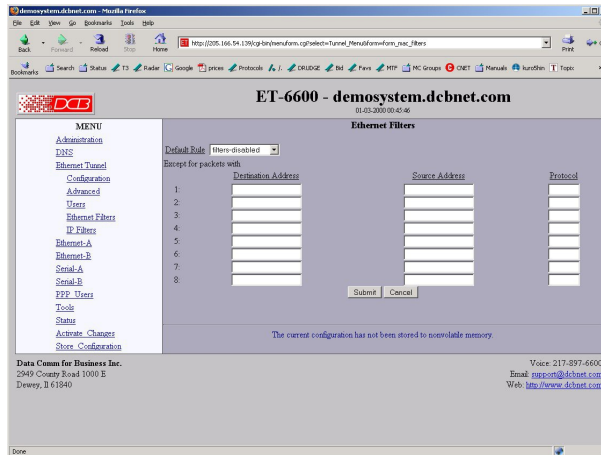 demosystem.dcbnet.com - Mozilla Firefox
File Edit View Go Bookmarks Tools Help
Back Forward Reload Stop Home
ET http://205.166.54.139/cgi-bin/menuform.cgi?select=Tunnel_Menu&form=form_mac_filters
Print
Bookmarks Search Status T3 Radar Google prices Protocols J. DRUDGE Bid Favs MTF MC Groups CNET Manuals kuro5hin Topix
DCB
ET-6600 - demosystem.dcbnet.com
01-03-2000 00:45:46
MENU
Administration
DNS
Ethernet Tunnel
Configuration
Advanced
Users
Ethernet Filters
IP Filters
Ethernet-A
Ethernet-B
Serial-A
Serial-B
PPP Users
Tools
Status
Activate Changes
Store Configuration
Ethernet Filters
Default Rule filters-disabled
Except for packets with
Destination Address Source Address Protocol
1:
2:
3:
4:
5:
6:
7:
8:
Submit Cancel
The current configuration has not been stored to nonvolatile memory.
Data Comm for Business Inc.
2949 County Road 1000 E
Dewey, Il 61840
Voice: 217-897-6600
Email: support@dcbnet.com
Web: http://www.dcbnet.com
Done